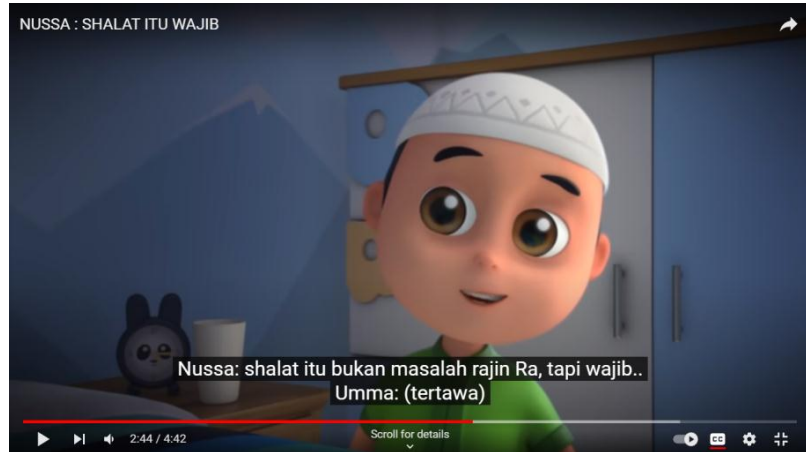 NUSSA : SHALAT ITU WAJIB
Nussa: shalat itu bukan masalah rajin Ra, tapi wajib..
Umma: (tertawa)
2:44 / 4:42
Scroll for details
CC